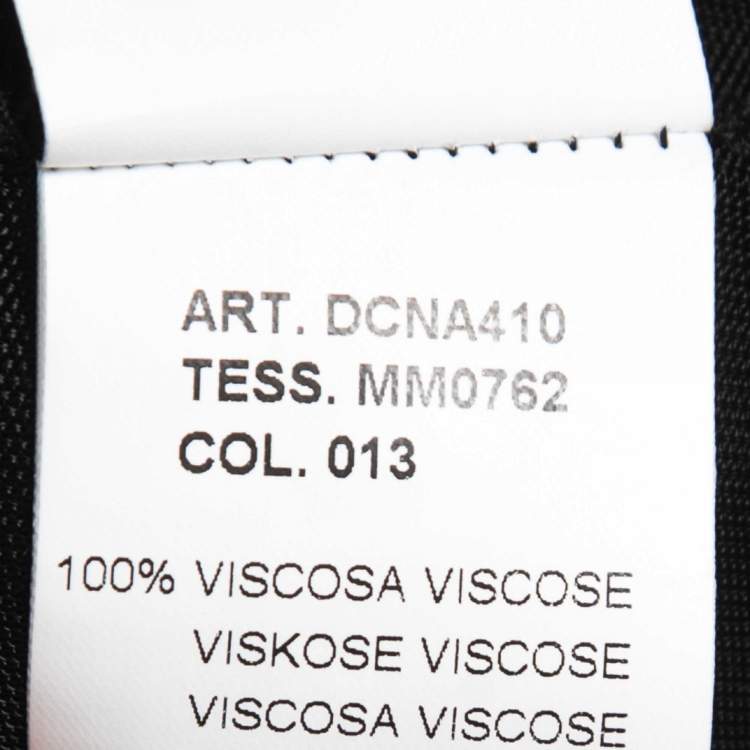 ART. DCNA410
TESS. MM0762
COL. 013
100% VISCOSA VISCOSE
VISKOSE VISCOSE
VISCOSA VISCOSE